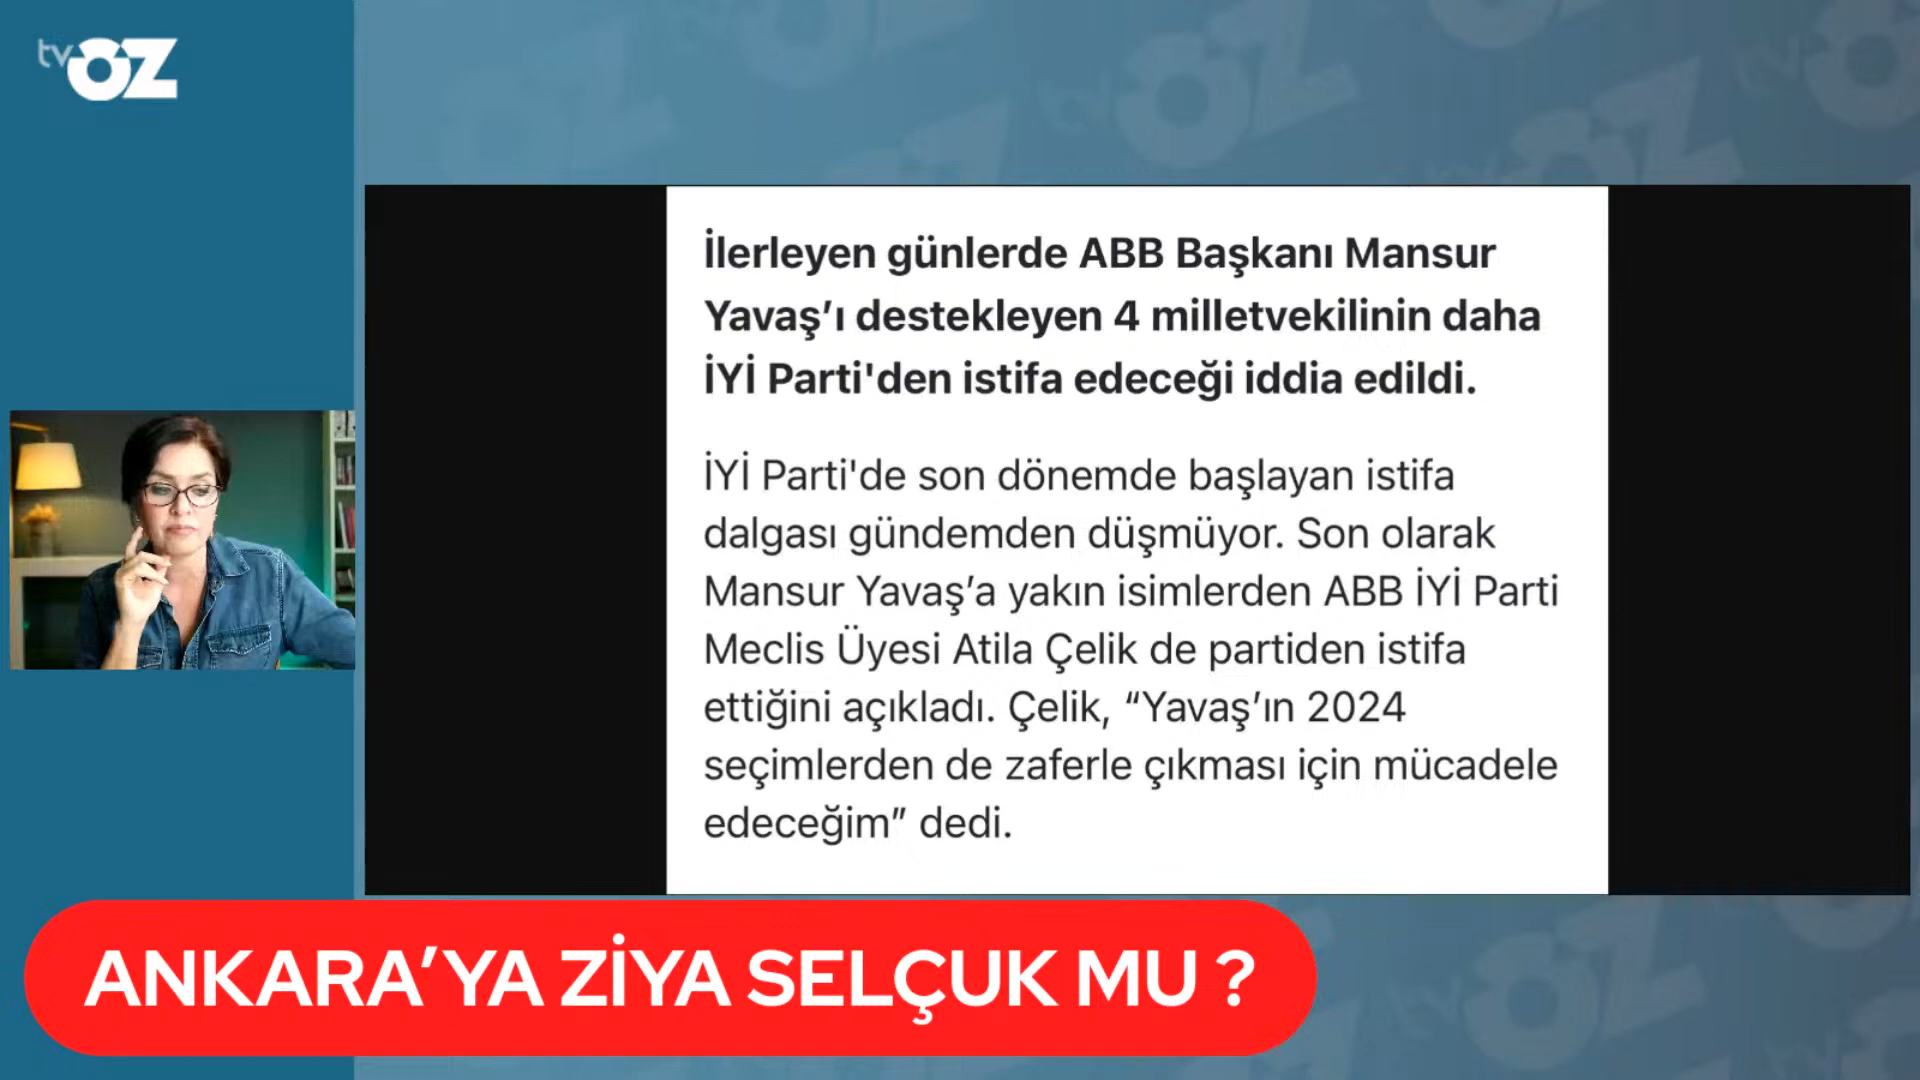 tvÖZ
İlerleyen günlerde ABB Başkanı Mansur
Yavaş’ı destekleyen 4 milletvekilinin daha
İYİ Parti'den istifa edeceği iddia edildi.
İYİ Parti'de son dönemde başlayan istifa
dalgası gündemden düşmüyor. Son olarak
Mansur Yavaş’a yakın isimlerden ABB İYİ Parti
Meclis Üyesi Atila Çelik de partiden istifa
ettiğini açıkladı. Çelik, “Yavaş’ın 2024
seçimlerden de zaferle çıkması için mücadele
edeceğim” dedi.
ANKARA’YA ZİYA SELÇUK MU ?